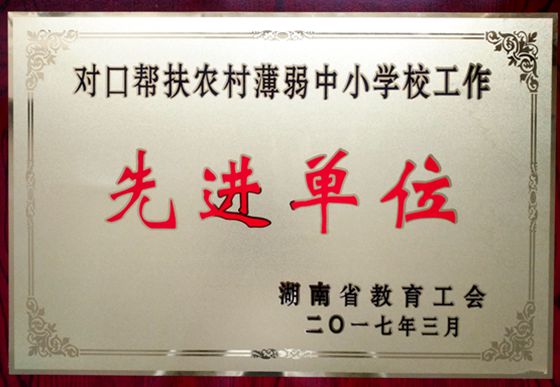 对口帮扶农村薄弱中小学校工作
先进单位
湖南省教育工会
二〇一七年三月